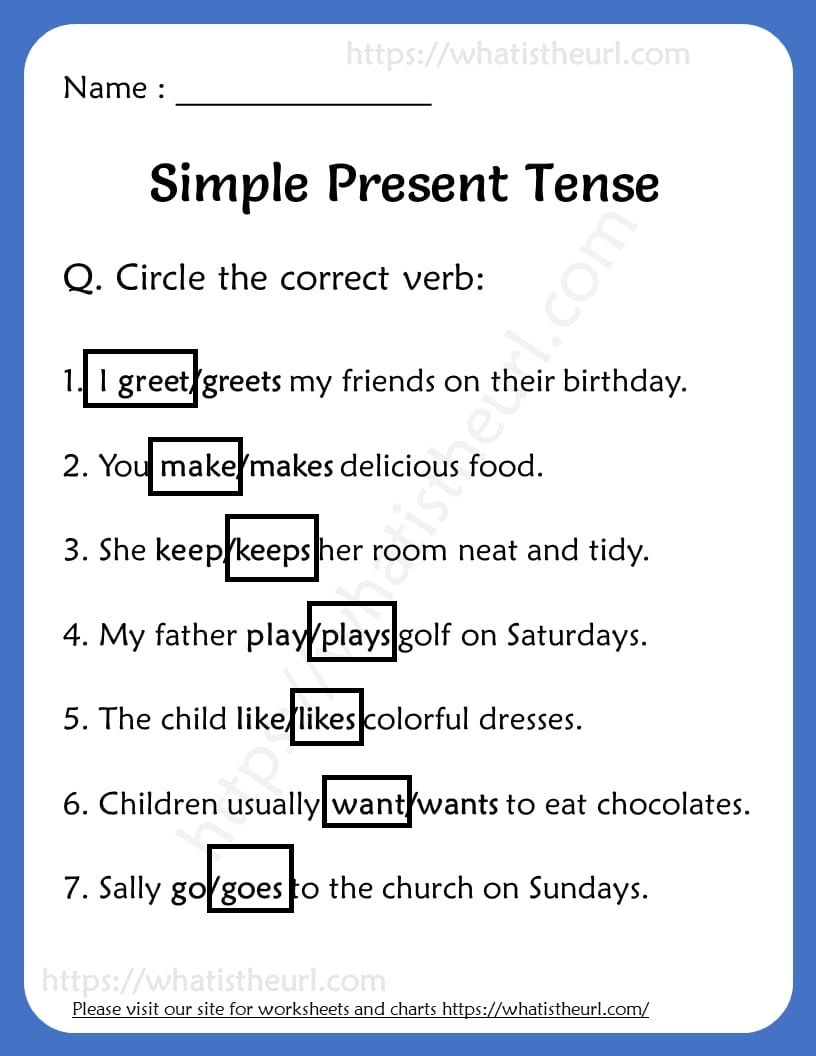 https://whatistheurl.com
Name : _______________
Simple Present Tense
Q. Circle the correct verb:
1. I greet/greets my friends on their birthday.
2. You make/makes delicious food.
3. She keep/keeps her room neat and tidy.
4. My father play/plays golf on Saturdays.
5. The child like/likes colorful dresses.
6. Children usually want/wants to eat chocolates.
7. Sally go/goes to the church on Sundays.
https://whatistheurl.com
https://whatistheurl.com
Please visit our site for worksheets and charts https://whatistheurl.com/